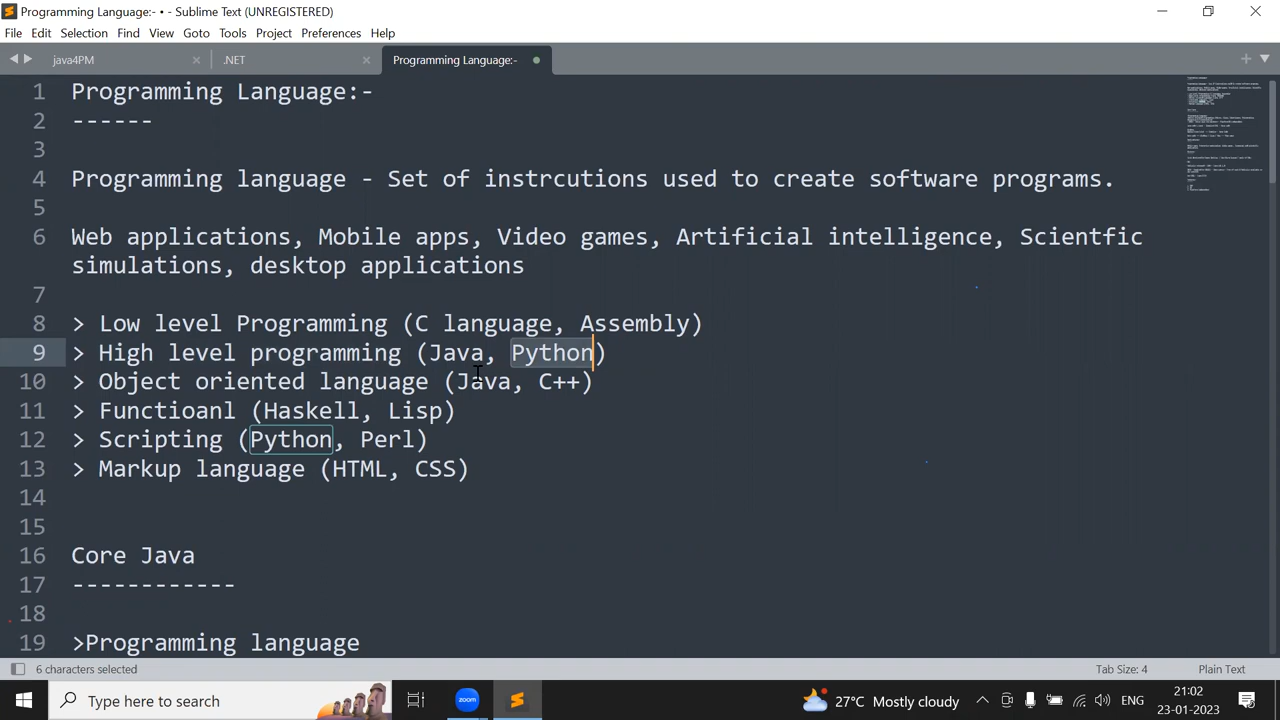 Programming Language:- • - Sublime Text (UNREGISTERED)
File Edit Selection Find View Goto Tools Project Preferences Help
java4PM .NET Programming Language:-
1 Programming Language:-
2 ------
3
4 Programming language - Set of instrcutions used to create software programs.
5
6 Web applications, Mobile apps, Video games, Artificial intelligence, Scientfic
simulations, desktop applications
7
8 > Low level Programming (C language, Assembly)
9 > High level programming (Java, Python)
10 > Object oriented language (Java, C++)
11 > Functioanl (Haskell, Lisp)
12 > Scripting (Python, Perl)
13 > Markup language (HTML, CSS)
14
15
16 Core Java
17 ------------
18
19 >Programming language
6 characters selected Tab Size: 4 Plain Text
Type here to search zoom 27°C Mostly cloudy ENG 21:02
23-01-2023